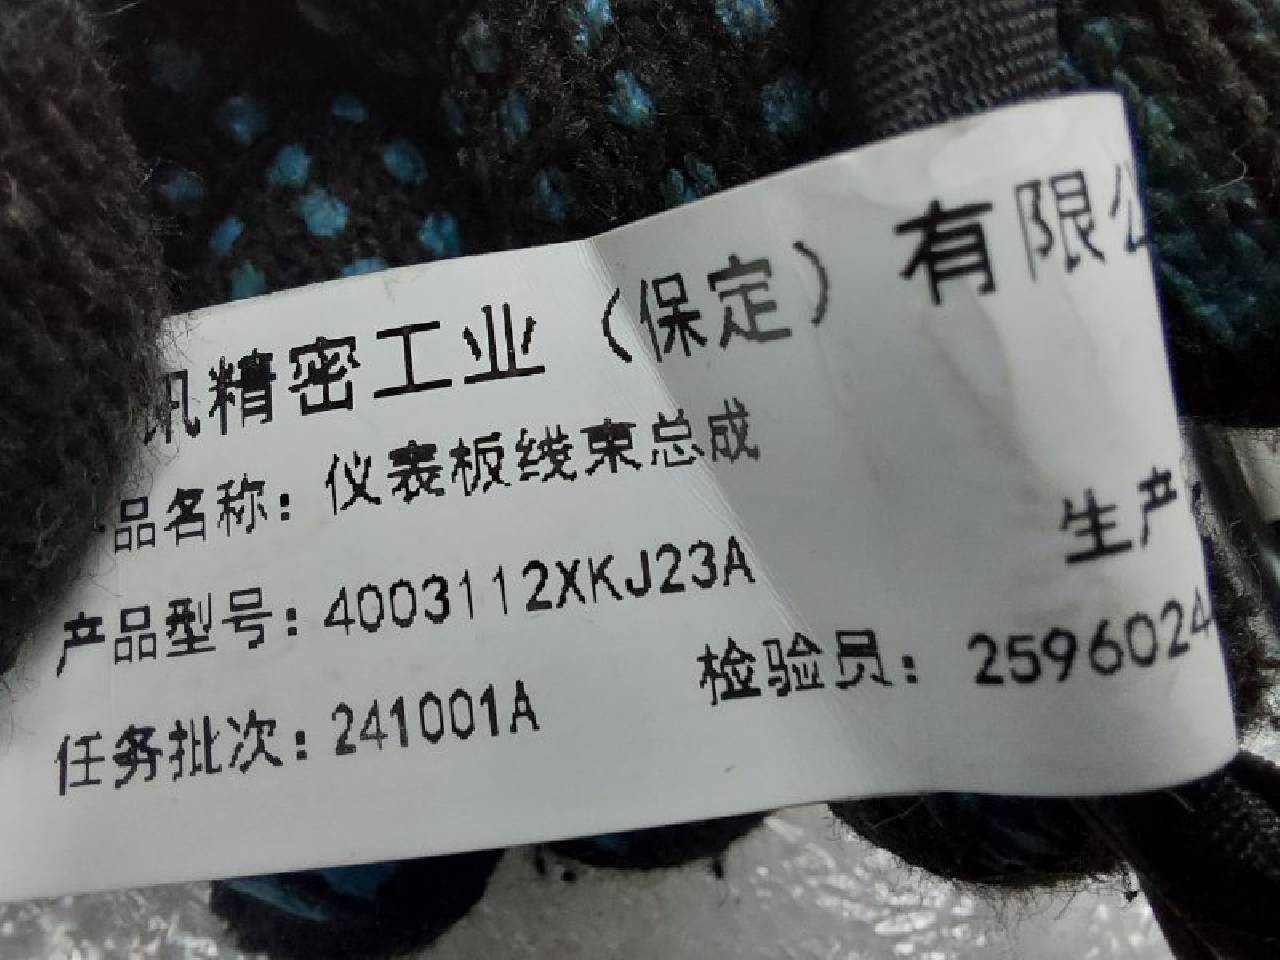 讯精密工业（保定）有限公
品名称：仪表板线束总成
产品型号：4003112XKJ23A 生产
任务批次：241001A 检验员：2596024